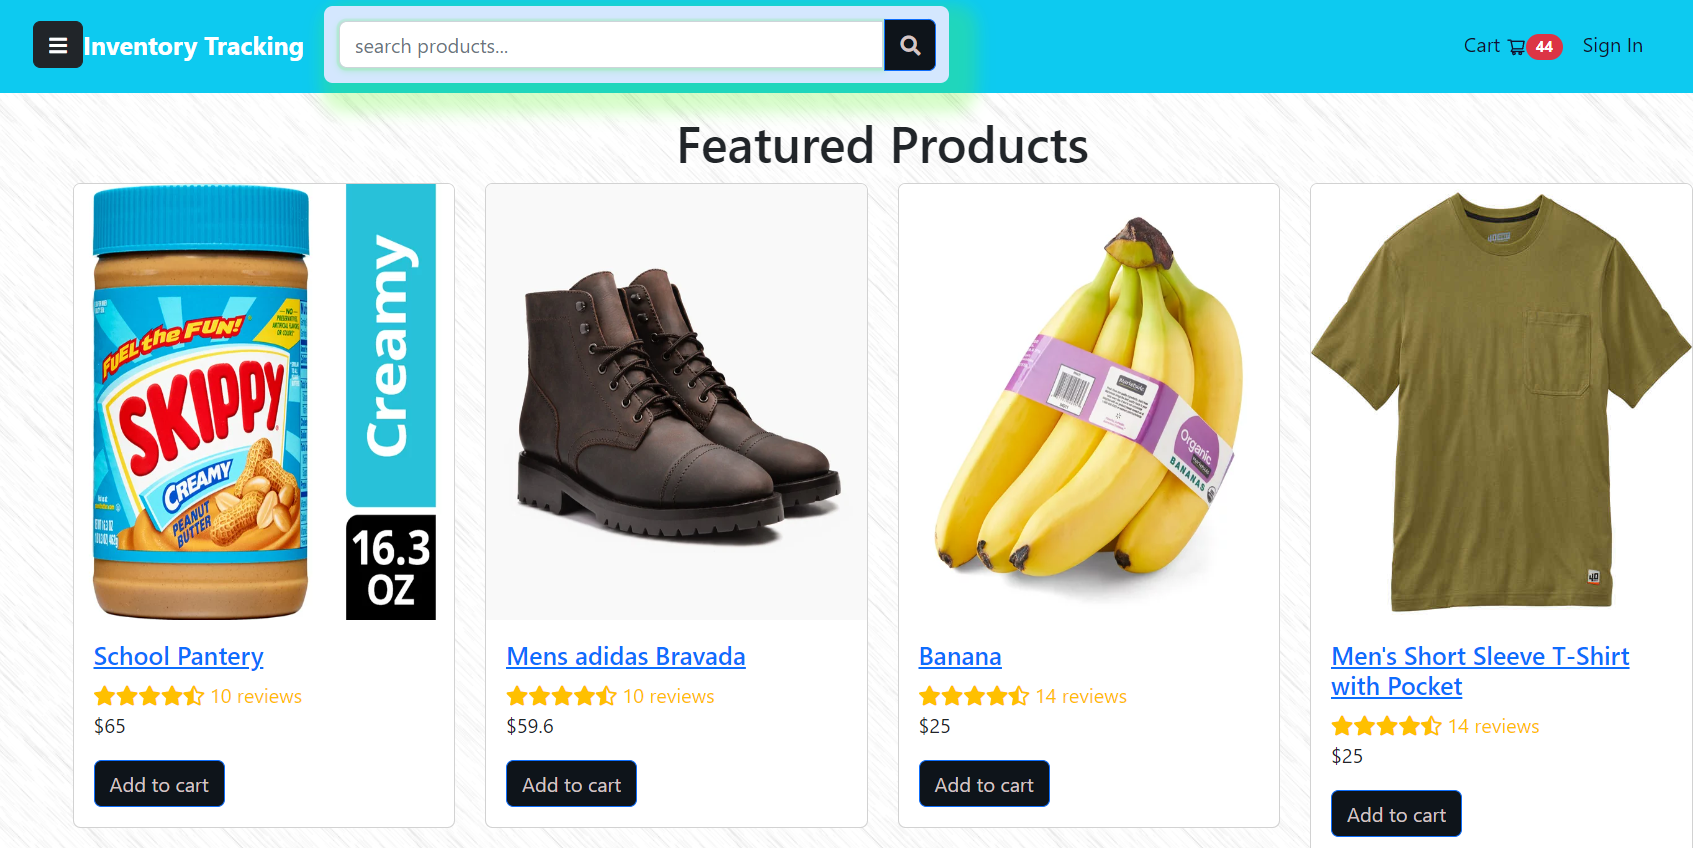 Inventory Tracking
search products...
Cart 44 Sign In
Featured Products
FUEL the FUN!
SKIPPY
CREAMY
PEANUT
BUTTER
Creamy
16.3
OZ
Organic
BANANAS
School Pantery
10 reviews
$65
Add to cart
Mens adidas Bravada
10 reviews
$59.6
Add to cart
Banana
14 reviews
$25
Add to cart
Men's Short Sleeve T-Shirt
with Pocket
14 reviews
$25
Add to cart